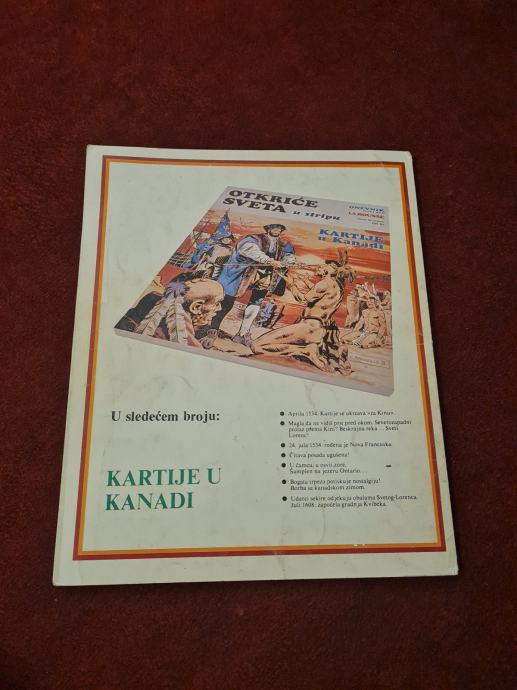 OTKRIĆE
SVETA u stripu
DNEVNIK
LAROUSSE
KARTIJE
u Kanadi
U sledećem broju:
KARTIJE U
KANADI
● Aprila 1534: Kartije se ukrcava »za Kinu«.
● Magla da ne vidiš prst pred okom. Severozapadni
prolaz prema Kini? Beskrajna reka... Sveti
Lorenc!
● 24. jula 1534: rođena je Nova Francuska.
● Čitava posada ugušena!
● U čamcu, u osvit zore,
Šamplen na jezeru Ontario...
● Bogata trpeza potiskuje nostalgiju!
Borba sa kanadskom zimom.
● Udarci sekire odjekuju obalama Svetog Lorenca.
Juli 1608: započela gradnja Kvibeka.